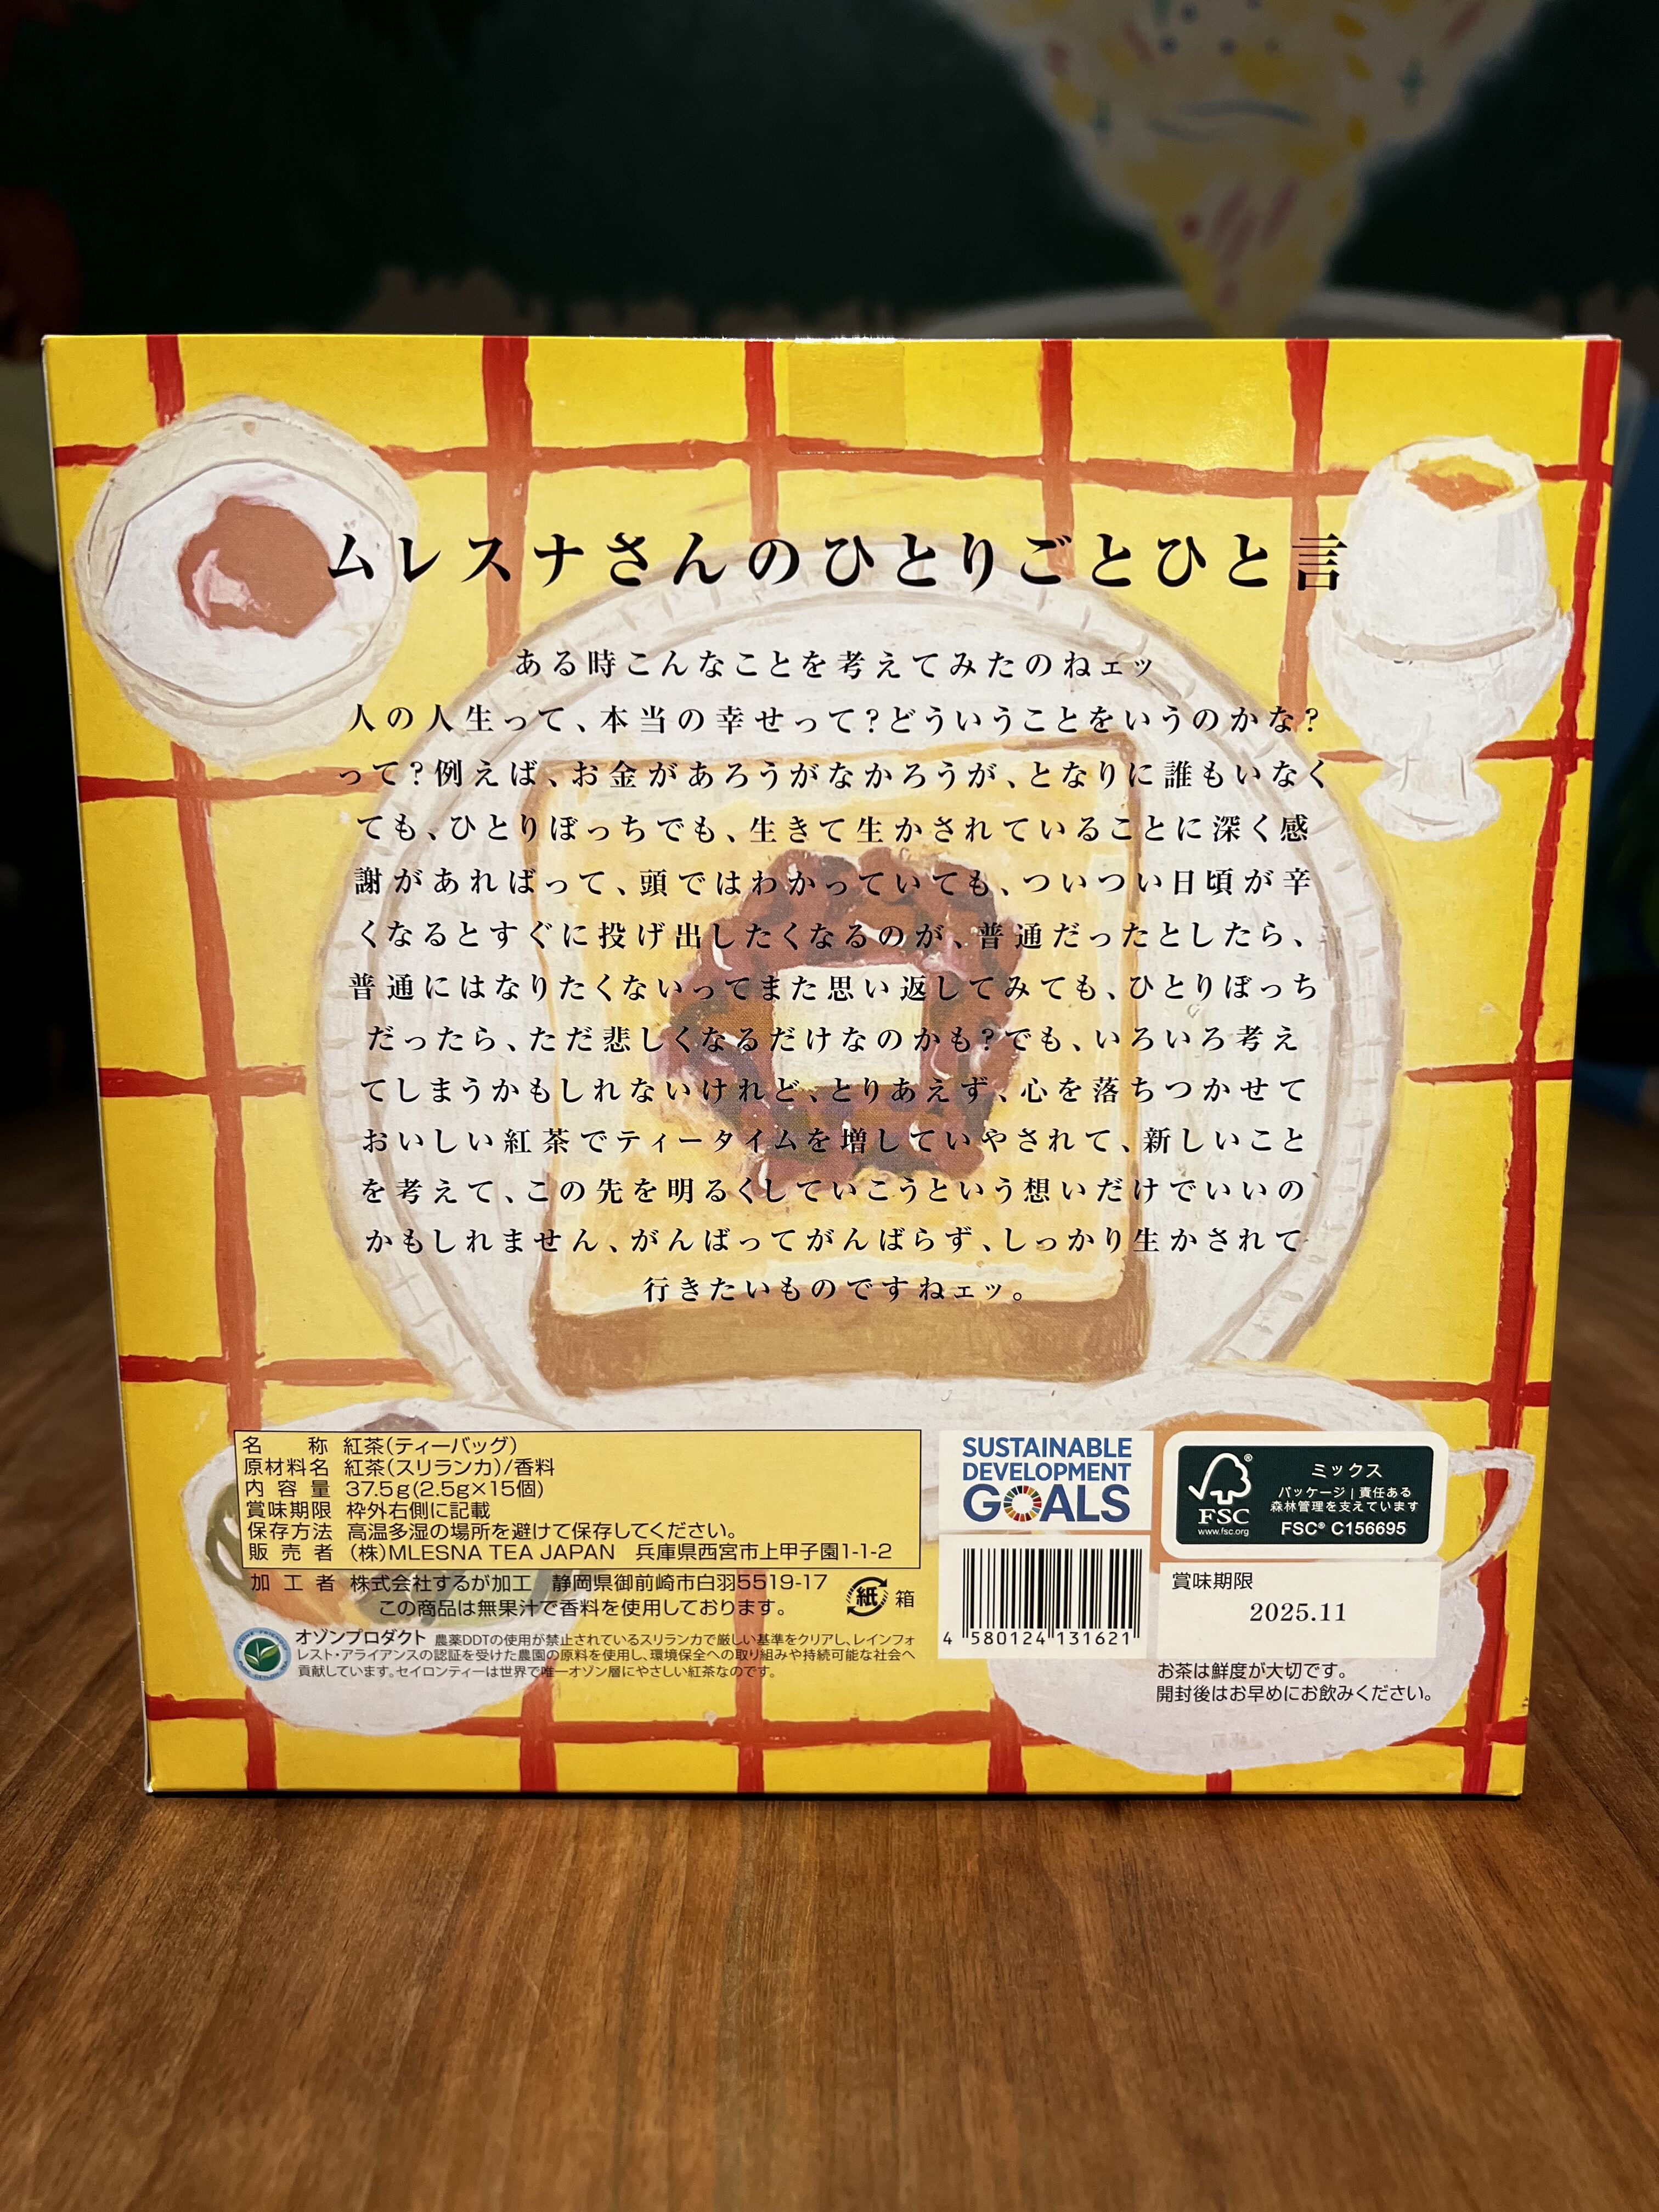 ムレスナさんのひとりごとひと言
ある時こんなことを考えてみたのねェッ
人の人生って、本当の幸せって?どういうことをいうのかな?
って?例えば、お金があろうがなかろうが、となりに誰もいなく
ても、ひとりぼっちでも、生きて生かされていることに深く感
謝があればって、頭ではわかっていても、ついつい日頃が辛
くなるとすぐに投げ出したくなるのが、普通だったとしたら、
普通にはなりたくないってまた思い返してみても、ひとりぼっち
だったら、ただ悲しくなるだけなのかも?でも、いろいろ考え
てしまうかもしれないけれど、とりあえず、心を落ちつかせて
おいしい紅茶でティータイムを増していやされて、新しいこと
を考えて、この先を明るくしていこうという想いだけでいいの
かもしれません、がんばってがんばらず、しっかり生かされて
行きたいものですねェッ。
名称 紅茶(ティーバッグ)
原材料名 紅茶(スリランカ)/香料
内容量 37.5g(2.5g×15個)
賞味期限 枠外右側に記載
保存方法 高温多湿の場所を避けて保存してください。
販売者 (株)MLESNA TEA JAPAN 兵庫県西宮市上甲子園1-1-2
加工者 株式会社するが加工 静岡県御前崎市白羽5519-17
この商品は無果汁で香料を使用しております。
紙 箱
オゾンプロダクト 農薬DDTの使用が禁止されているスリランカで厳しい基準をクリアし、レインフォ
レスト・アライアンスの認証を受けた農園の原料を使用し、環境保全への取り組みや持続可能な社会へ
貢献しています。セイロンティーは世界で唯一オゾン層にやさしい紅茶なのです。
SUSTAINABLE
DEVELOPMENT
GOALS
4 580124 131621
FSC
www.fsc.org
ミックス
パッケージ | 責任ある
森林管理を支えています
FSC® C156695
賞味期限
2025.11
お茶は鮮度が大切です。
開封後はお早めにお飲みください。